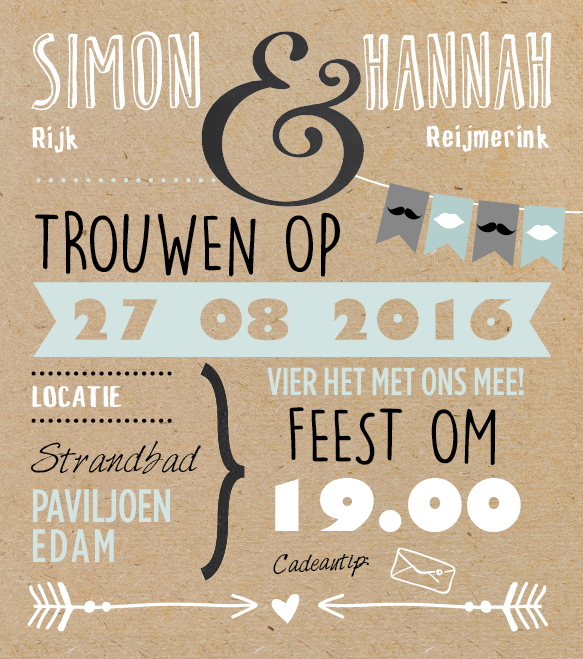 SIMON & HANNAH
Rijk Reijmerink
TROUWEN OP
27 08 2016
LOCATIE
Strandbad
PAVILJOEN
EDAM
VIER HET MET ONS MEE!
FEEST OM
19.00
Cadeautip: